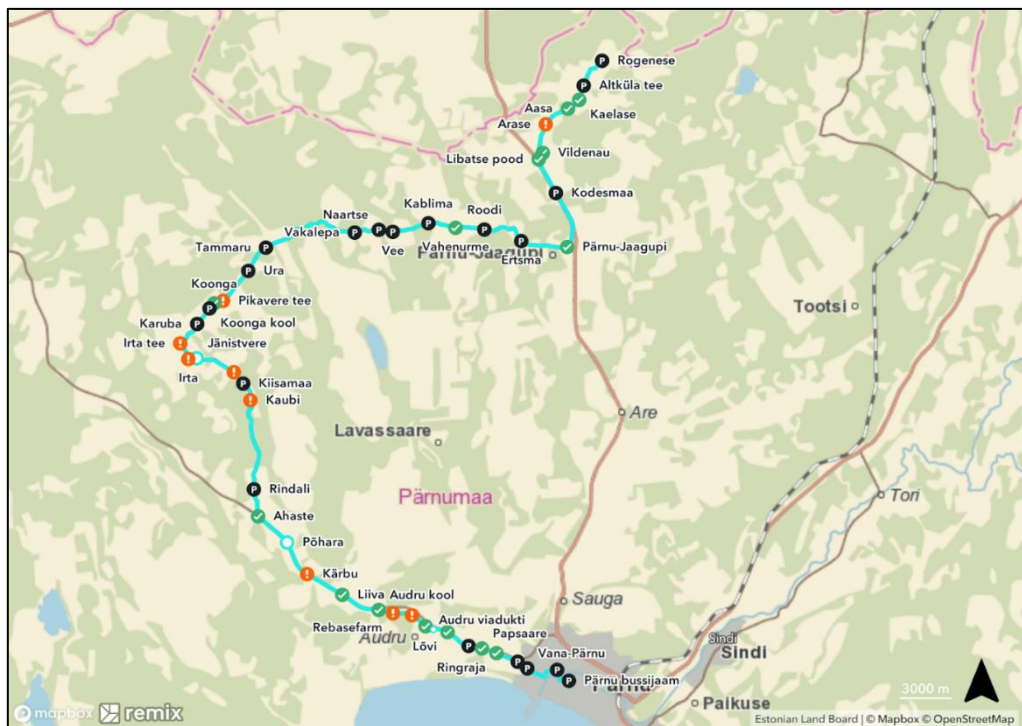 Rogenese
Altküla tee
Aasa
Kaelase
Arase
Vildenau
Libatse pood
Kodesmaa
Kablima
Roodi
Naartse
Vakalepa
Vee
Vahenurme
Ertsma
Pärnu-Jaagupi
Pärnu-Jaagupi
Tammaru
Ura
Koonga
Pikavere tee
Koonga kool
Karuba
Irta tee
Jänistvere
Irta
Kiisamaa
Kaubi
Tootsi
Are
Lavassaare
Pärnumaa
Rindali
Ahaste
Tori
Põhara
Kärbu
Liiva
Audru kool
Sauga
Rebasefarm
Audru viadukti
Audru
Lõvi
Papsaare
Sindi
Sindi
Ringraja
Vana-Pärnu
Pärnu bussijaam
Pärnu
Paikuse
3000 m
mapbox remix
Estonian Land Board | © Mapbox © OpenStreetMap